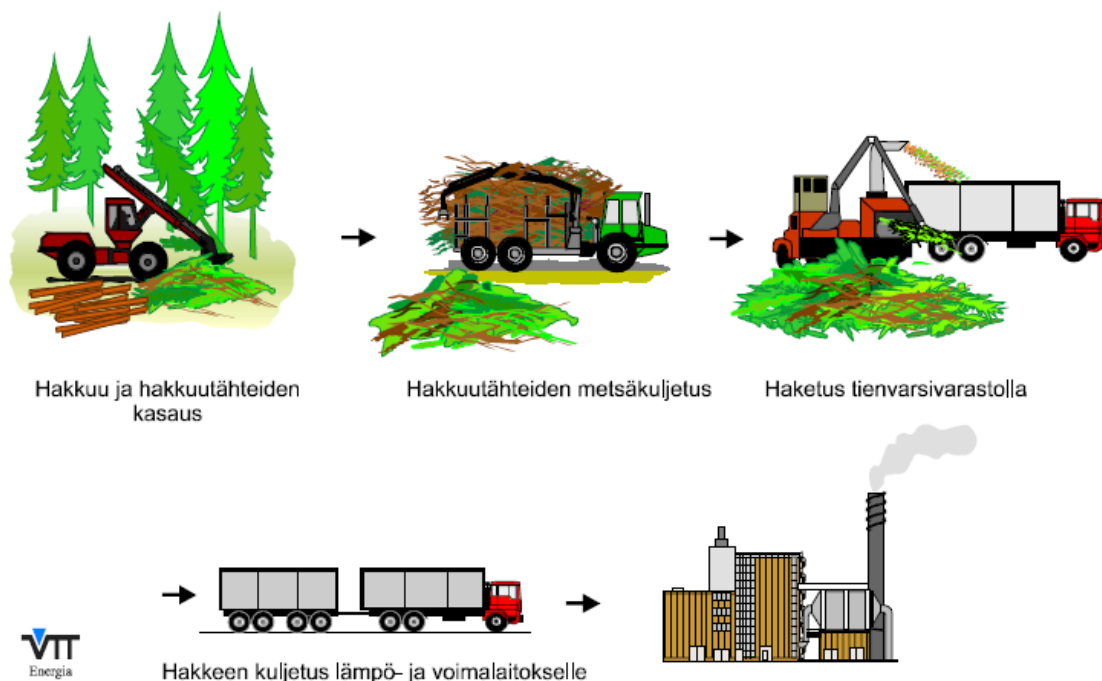 Hakkuu ja hakkuutähteiden
kasaus
Hakkuutähteiden metsäkuljetus
Haketus tienvarsivarastolla
VTT
Energia
Hakkeen kuljetus lämpö- ja voimalaitokselle